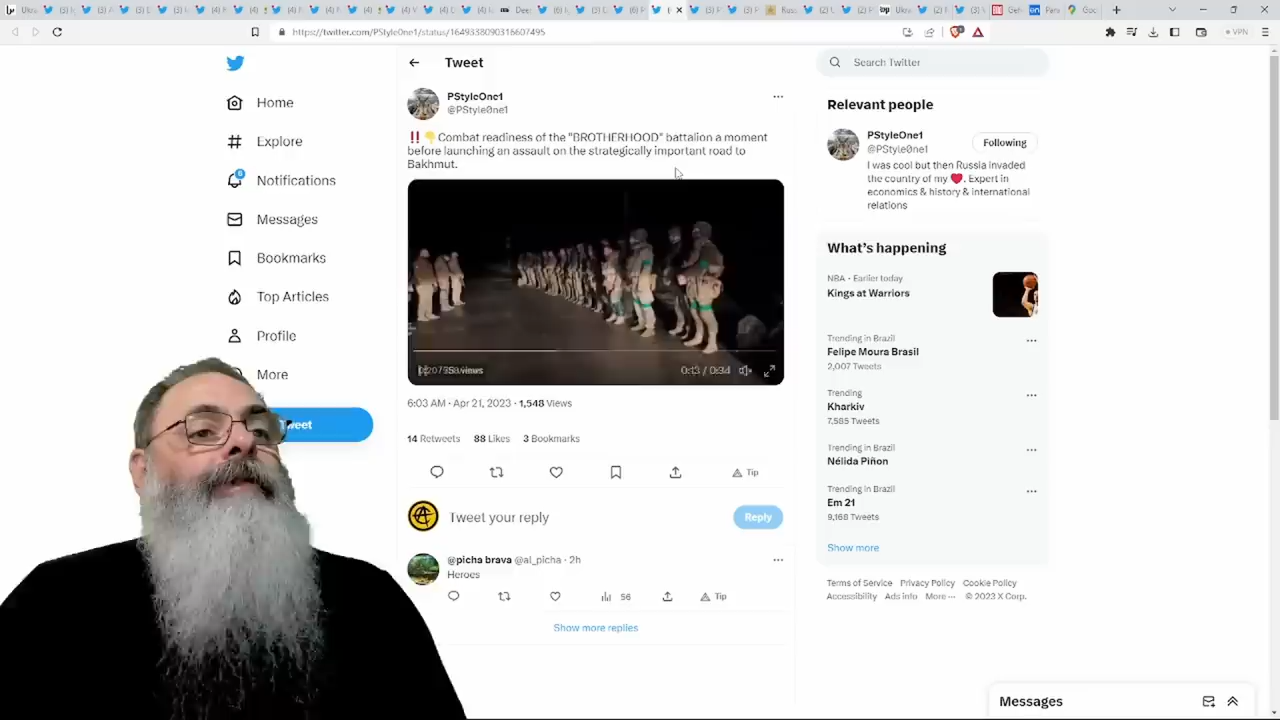 https://twitter.com/PStyle0ne1/status/1649338090316607495
VPN
Tweet
Search Twitter
Home
Explore
6
Notifications
Messages
Bookmarks
Top Articles
Profile
More
PStyleOne1
@PStyle0ne1
‼️👇Combat readiness of the "BROTHERHOOD" battalion a moment
before launching an assault on the strategically important road to
Bakhmut.
views
0:34
6:03 AM · Apr 21, 2023 · 1,548 Views
14 Retweets 88 Likes 3 Bookmarks
Tip
Tweet your reply
Reply
@picha brava @al_picha · 2h
Heroes
56
Tip
Show more replies
Relevant people
PStyleOne1
@PStyle0ne1
Following
I was cool but then Russia invaded
the country of my ❤️. Expert in
economics & history & international
relations
What's happening
NBA · Earlier today
Kings at Warriors
Trending in Brazil
Felipe Moura Brasil
2,007 Tweets
Trending
Kharkiv
7,585 Tweets
Trending in Brazil
Nélida Piñon
Trending in Brazil
Em 21
9,168 Tweets
Show more
Terms of Service Privacy Policy Cookie Policy
Accessibility Ads info More ··· © 2023 X Corp.
Messages